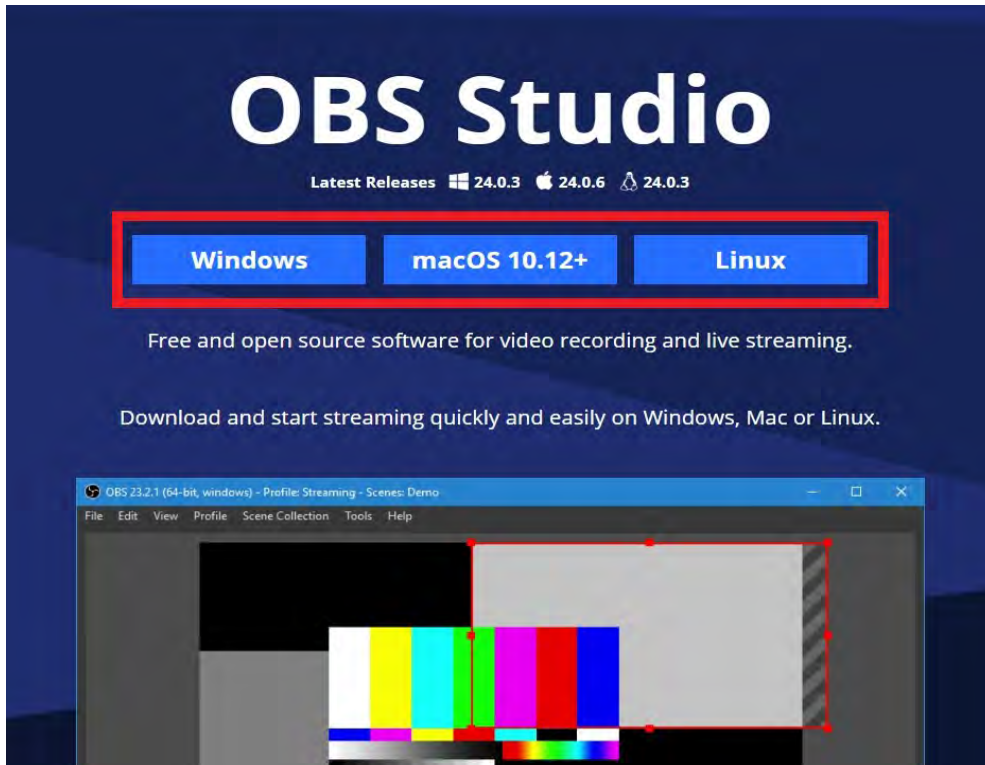 OBS Studio
Latest Releases 24.0.3 24.0.6 24.0.3
Windows macOS 10.12+ Linux
Free and open source software for video recording and live streaming.
Download and start streaming quickly and easily on Windows, Mac or Linux.
OBS 23.2.1 (64-bit, windows) - Profile: Streaming - Scenes: Demo
File Edit View Profile Scene Collection Tools Help